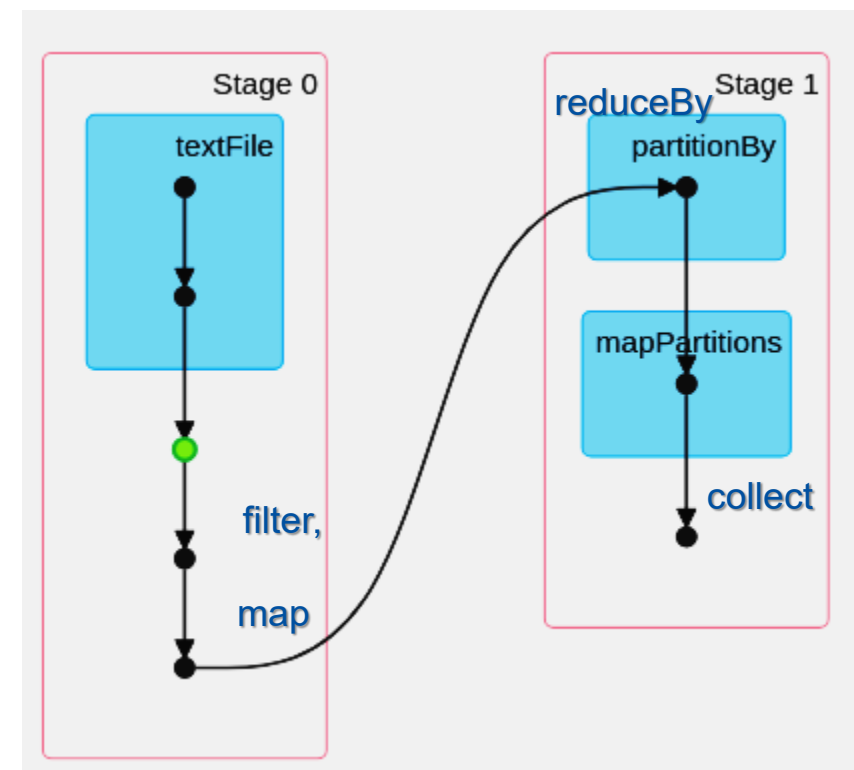 Stage 0
textFile
filter,
map
Stage 1
reduceBy
partitionBy
mapPartitions
collect